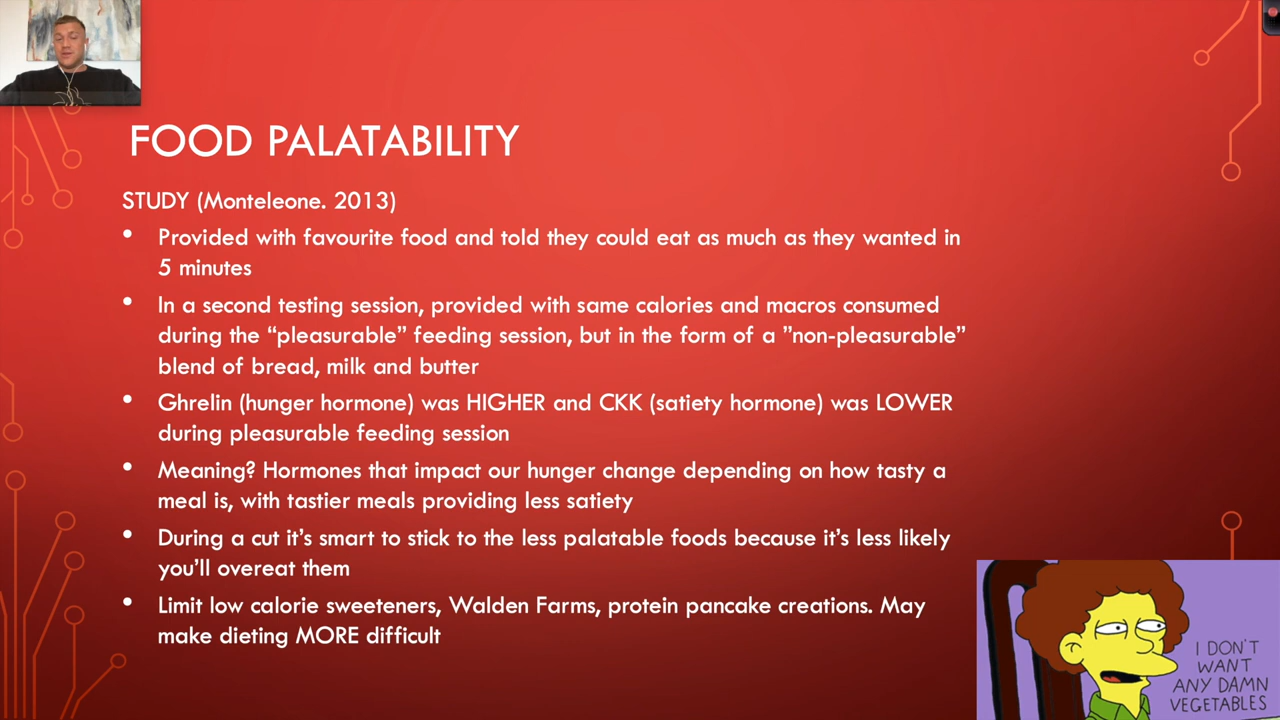 FOOD PALATABILITY
STUDY (Monteleone. 2013)
• Provided with favourite food and told they could eat as much as they wanted in
5 minutes
• In a second testing session, provided with same calories and macros consumed
during the “pleasurable” feeding session, but in the form of a ”non-pleasurable”
blend of bread, milk and butter
• Ghrelin (hunger hormone) was HIGHER and CKK (satiety hormone) was LOWER
during pleasurable feeding session
• Meaning? Hormones that impact our hunger change depending on how tasty a
meal is, with tastier meals providing less satiety
• During a cut it’s smart to stick to the less palatable foods because it’s less likely
you’ll overeat them
• Limit low calorie sweeteners, Walden Farms, protein pancake creations. May
make dieting MORE difficult
I DON'T
WANT
ANY DAMN
VEGETABLES